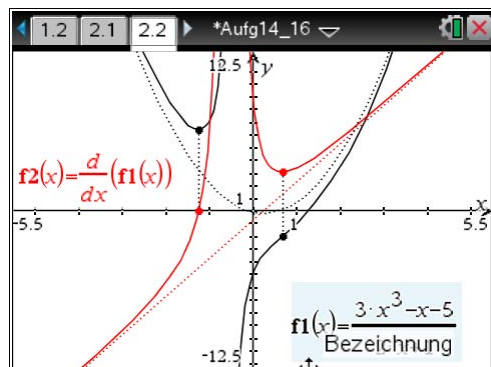 1.2 2.1 2.2 *Aufg14_16
12.5 y
f2(x)=d/dx(f1(x))
1 x
-5.5 1 5.5
f1(x)=3·x³-x-5
Bezeichnung
-12.5